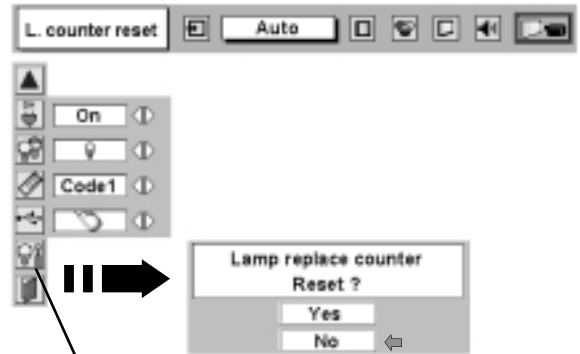 L. counter reset
Auto
On
Code1
Lamp replace counter
Reset ?
Yes
No